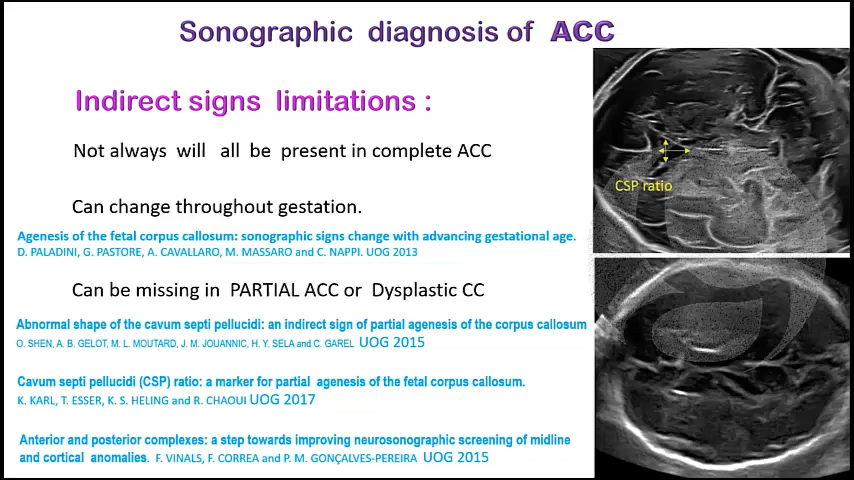 Sonographic diagnosis of ACC
Indirect signs limitations :
Not always will all be present in complete ACC
Can change throughout gestation.
Agenesis of the fetal corpus callosum: sonographic signs change with advancing gestational age.
D. PALADINI, G. PASTORE, A. CAVALLARO, M. MASSARO and C. NAPPI. UOG 2013
Can be missing in PARTIAL ACC or Dysplastic CC
Abnormal shape of the cavum septi pellucidi: an indirect sign of partial agenesis of the corpus callosum
O. SHEN, A. B. GELOT, M. L. MOUTARD, J. M. JOUANNIC, H. Y. SELA and C. GAREL UOG 2015
Cavum septi pellucidi (CSP) ratio: a marker for partial agenesis of the fetal corpus callosum.
K. KARL, T. ESSER, K. S. HELING and R. CHAOUI UOG 2017
Anterior and posterior complexes: a step towards improving neurosonographic screening of midline
and cortical anomalies. F. VINALS, F. CORREA and P. M. GONÇALVES-PEREIRA UOG 2015
CSP ratio